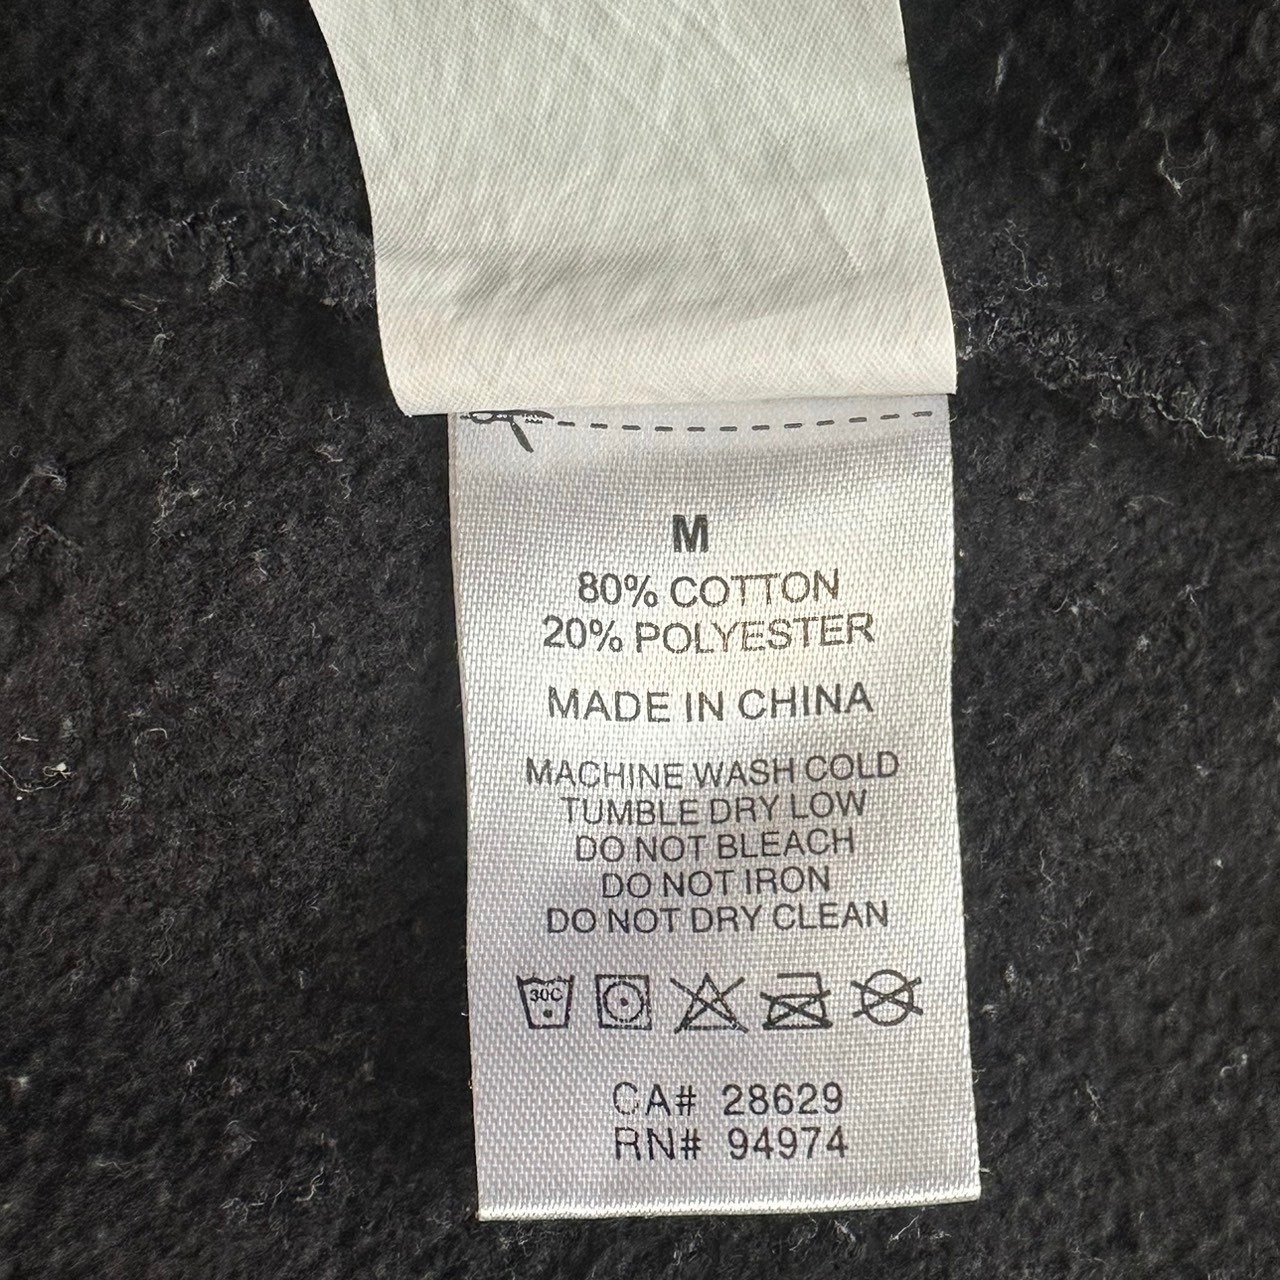 M
80% COTTON
20% POLYESTER
MADE IN CHINA
MACHINE WASH COLD
TUMBLE DRY LOW
DO NOT BLEACH
DO NOT IRON
DO NOT DRY CLEAN
30C
CA# 28629
RN# 94974